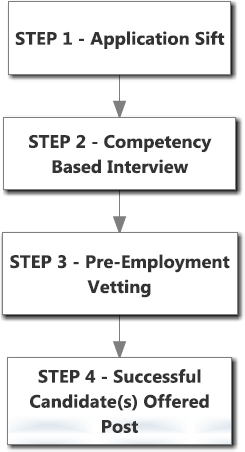 STEP 1 - Application Sift
STEP 2 - Competency
Based Interview
STEP 3 - Pre-Employment
Vetting
STEP 4 - Successful
Candidate(s) Offered
Post